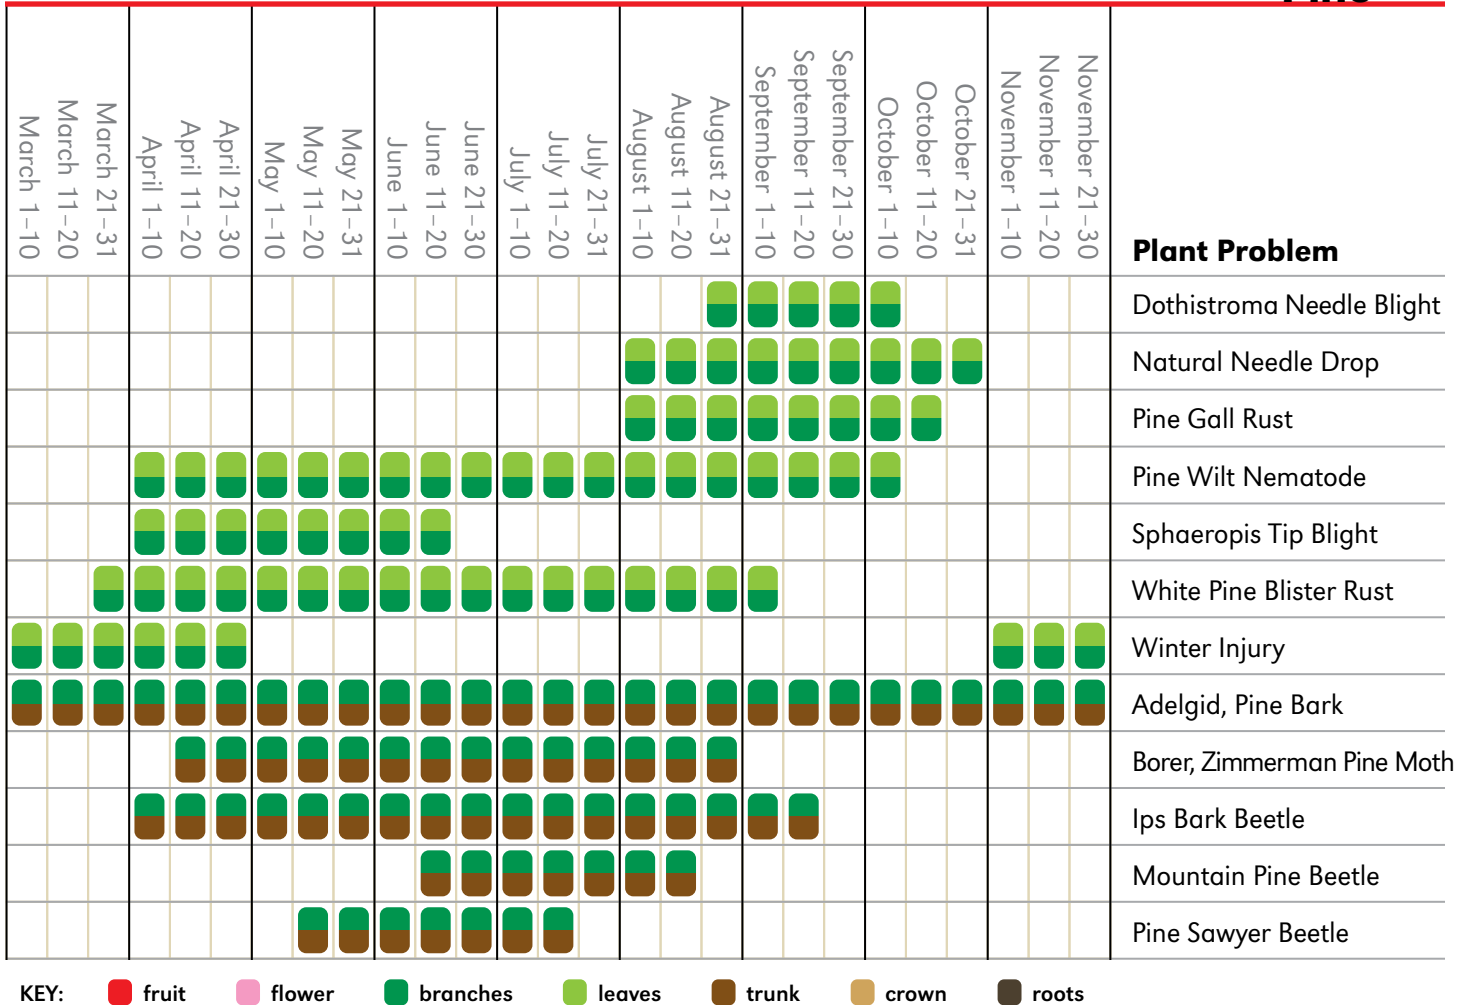 Pine
March 1–10
March 11–20
March 21–31
April 1–10
April 11–20
April 21–30
May 1–10
May 11–20
May 21–31
June 1–10
June 11–20
June 21–30
July 1–10
July 11–20
July 21–31
August 1–10
August 11–20
August 21–31
September 1–10
September 11–20
September 21–30
October 1–10
October 11–20
October 21–31
November 1–10
November 11–20
November 21–30
Plant Problem
Dothistroma Needle Blight
Natural Needle Drop
Pine Gall Rust
Pine Wilt Nematode
Sphaeropis Tip Blight
White Pine Blister Rust
Winter Injury
Adelgid, Pine Bark
Borer, Zimmerman Pine Moth
Ips Bark Beetle
Mountain Pine Beetle
Pine Sawyer Beetle
KEY: fruit flower branches leaves trunk crown roots